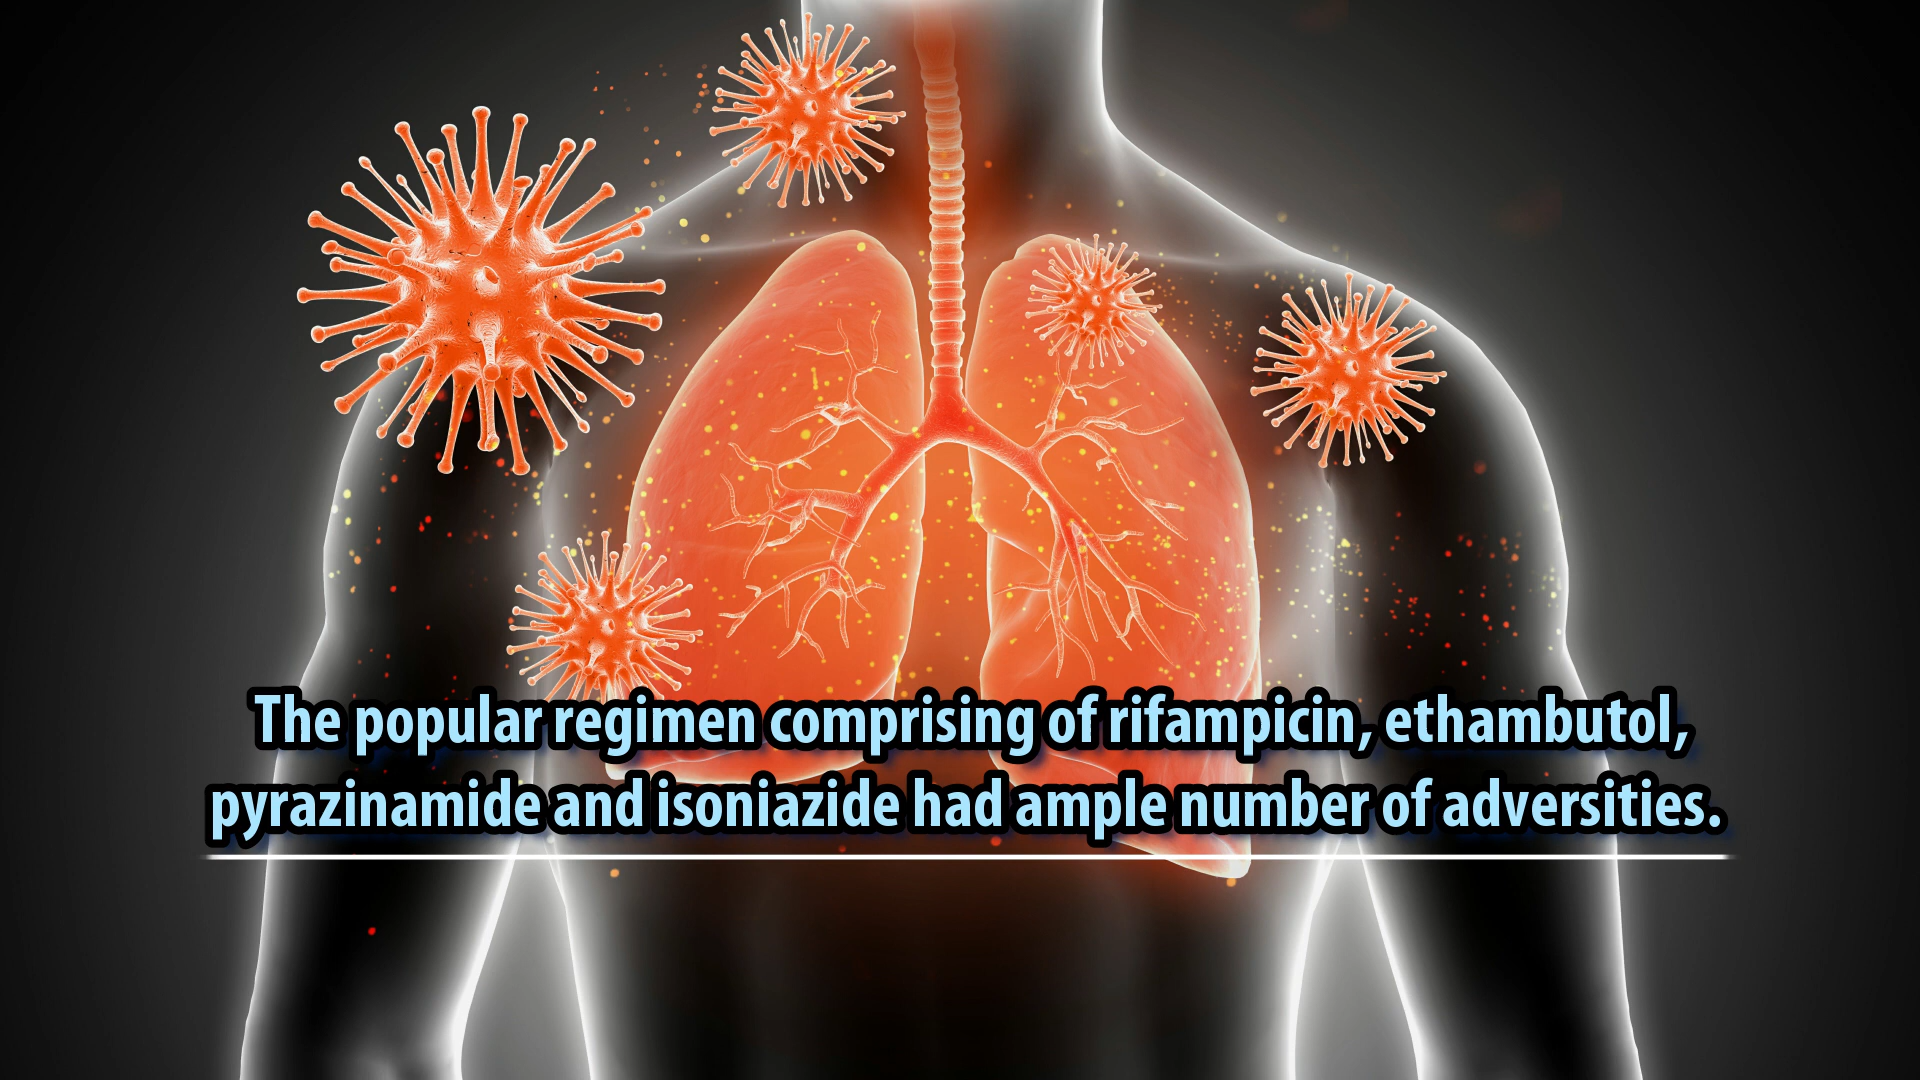 The popular regimen comprising of rifampicin, ethambutol,
pyrazinamide and isoniazide had ample number of adversities.